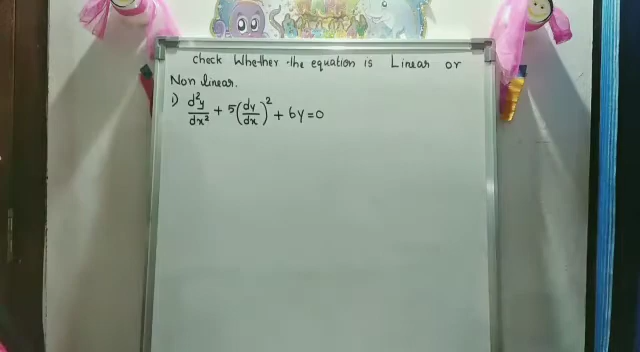 check Whether the equation is Linear or
Non linear.
1) d²y/dx² + 5(dy/dx)² + 6y=0